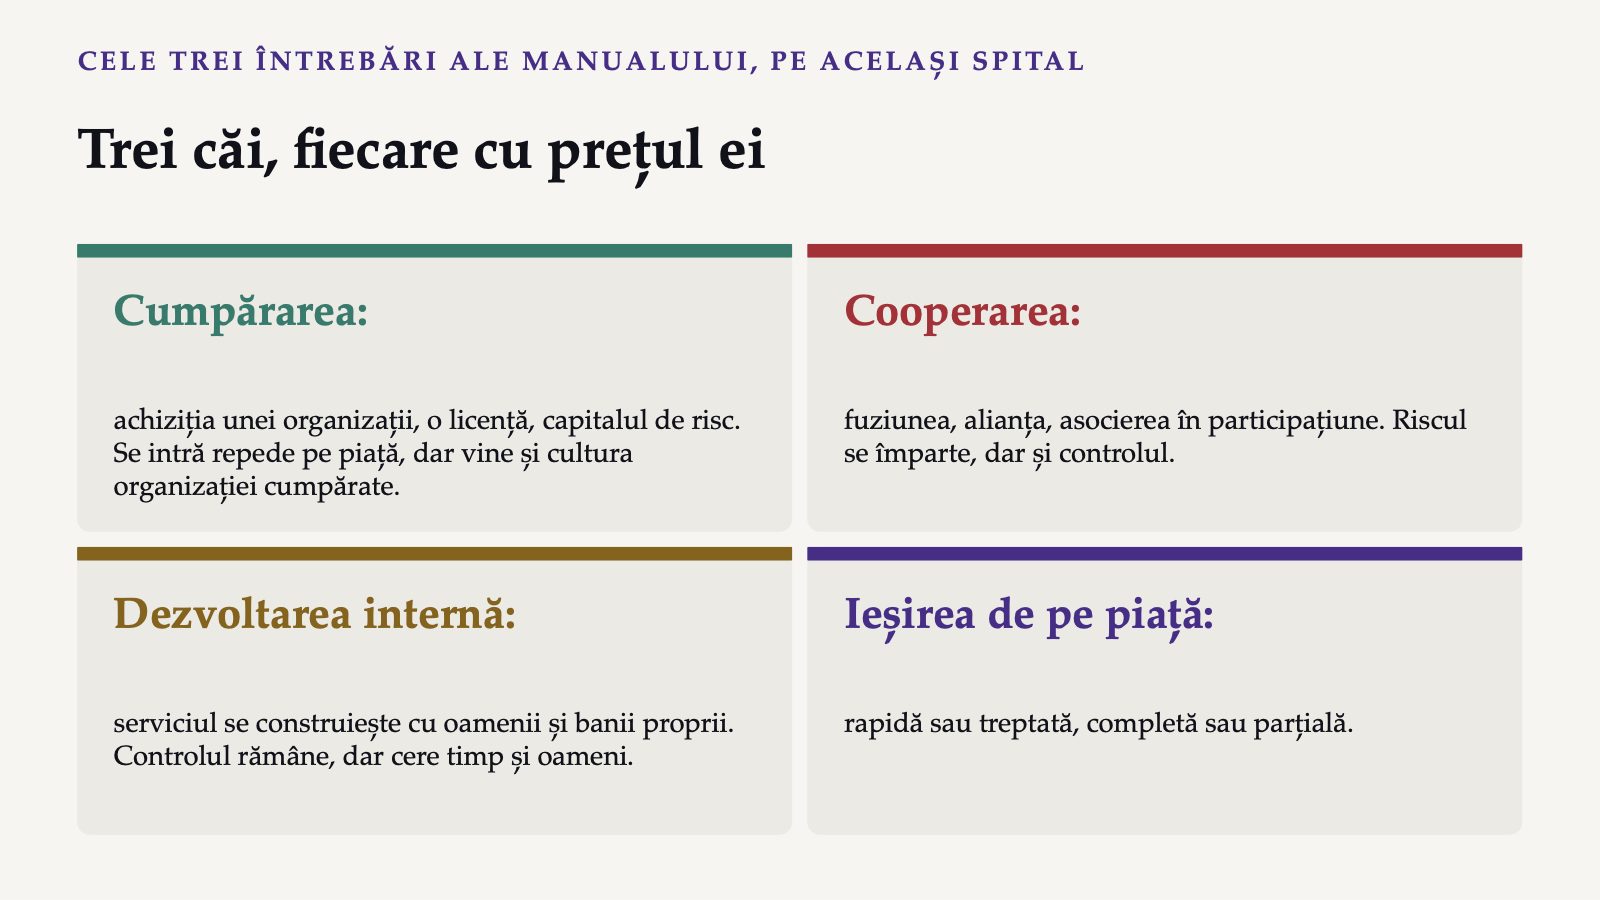 CELE TREI ÎNTREBĂRI ALE MANUALULUI, PE ACELAȘI SPITAL
Trei căi, fiecare cu prețul ei
Cumpărarea:
achiziția unei organizații, o licență, capitalul de risc.
Se intră repede pe piață, dar vine și cultura
organizației cumpărate.
Cooperarea:
fuziunea, alianța, asocierea în participațiune. Riscul
se împarte, dar și controlul.
Dezvoltarea internă:
serviciul se construiește cu oamenii și banii proprii.
Controlul rămâne, dar cere timp și oameni.
Ieșirea de pe piață:
rapidă sau treptată, completă sau parțială.